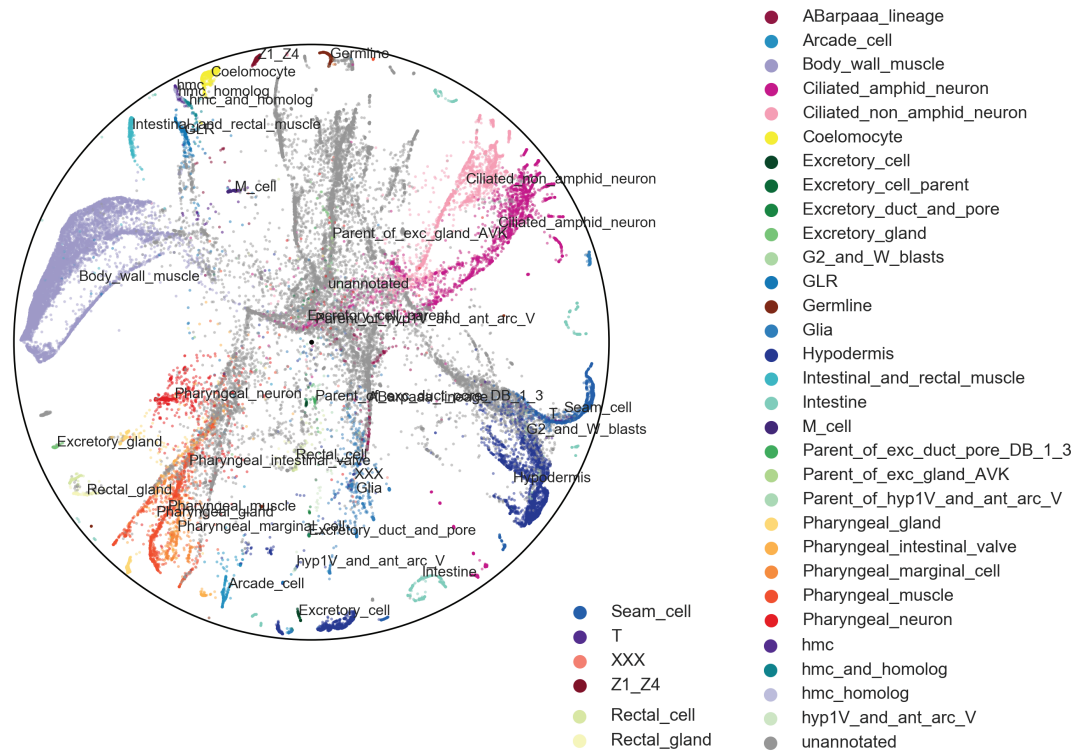 Z1_Z4
Germline
Coelomocyte
hmc
hmc_homolog
hmc_and_homolog
Intestinal_and_rectal_muscle
GLR
M_cell
Ciliated_non_amphid_neuron
Ciliated_amphid_neuron
Parent_of_exc_gland_AVK
Body_wall_muscle
unannotated
Excretory_cell_parent
Parent_of_hyp1V_and_ant_arc_V
Pharyngeal_neuron
Parent_of_exc_duct_pore_DB_1_3
ABarpaaa_lineage
T
Seam_cell
G2_and_W_blasts
Excretory_gland
Rectal_cell
Pharyngeal_intestinal_valve
XXX
Hypodermis
Rectal_gland
Glia
Pharyngeal_muscle
Pharyngeal_gland
Pharyngeal_marginal_cell
Excretory_duct_and_pore
hyp1V_and_ant_arc_V
Intestine
Arcade_cell
Excretory_cell
ABarpaaa_lineage
Arcade_cell
Body_wall_muscle
Ciliated_amphid_neuron
Ciliated_non_amphid_neuron
Coelomocyte
Excretory_cell
Excretory_cell_parent
Excretory_duct_and_pore
Excretory_gland
G2_and_W_blasts
GLR
Germline
Glia
Hypodermis
Intestinal_and_rectal_muscle
Intestine
M_cell
Parent_of_exc_duct_pore_DB_1_3
Parent_of_exc_gland_AVK
Parent_of_hyp1V_and_ant_arc_V
Pharyngeal_gland
Pharyngeal_intestinal_valve
Pharyngeal_marginal_cell
Pharyngeal_muscle
Pharyngeal_neuron
hmc
hmc_and_homolog
hmc_homolog
hyp1V_and_ant_arc_V
unannotated
Seam_cell
T
XXX
Z1_Z4
Rectal_cell
Rectal_gland